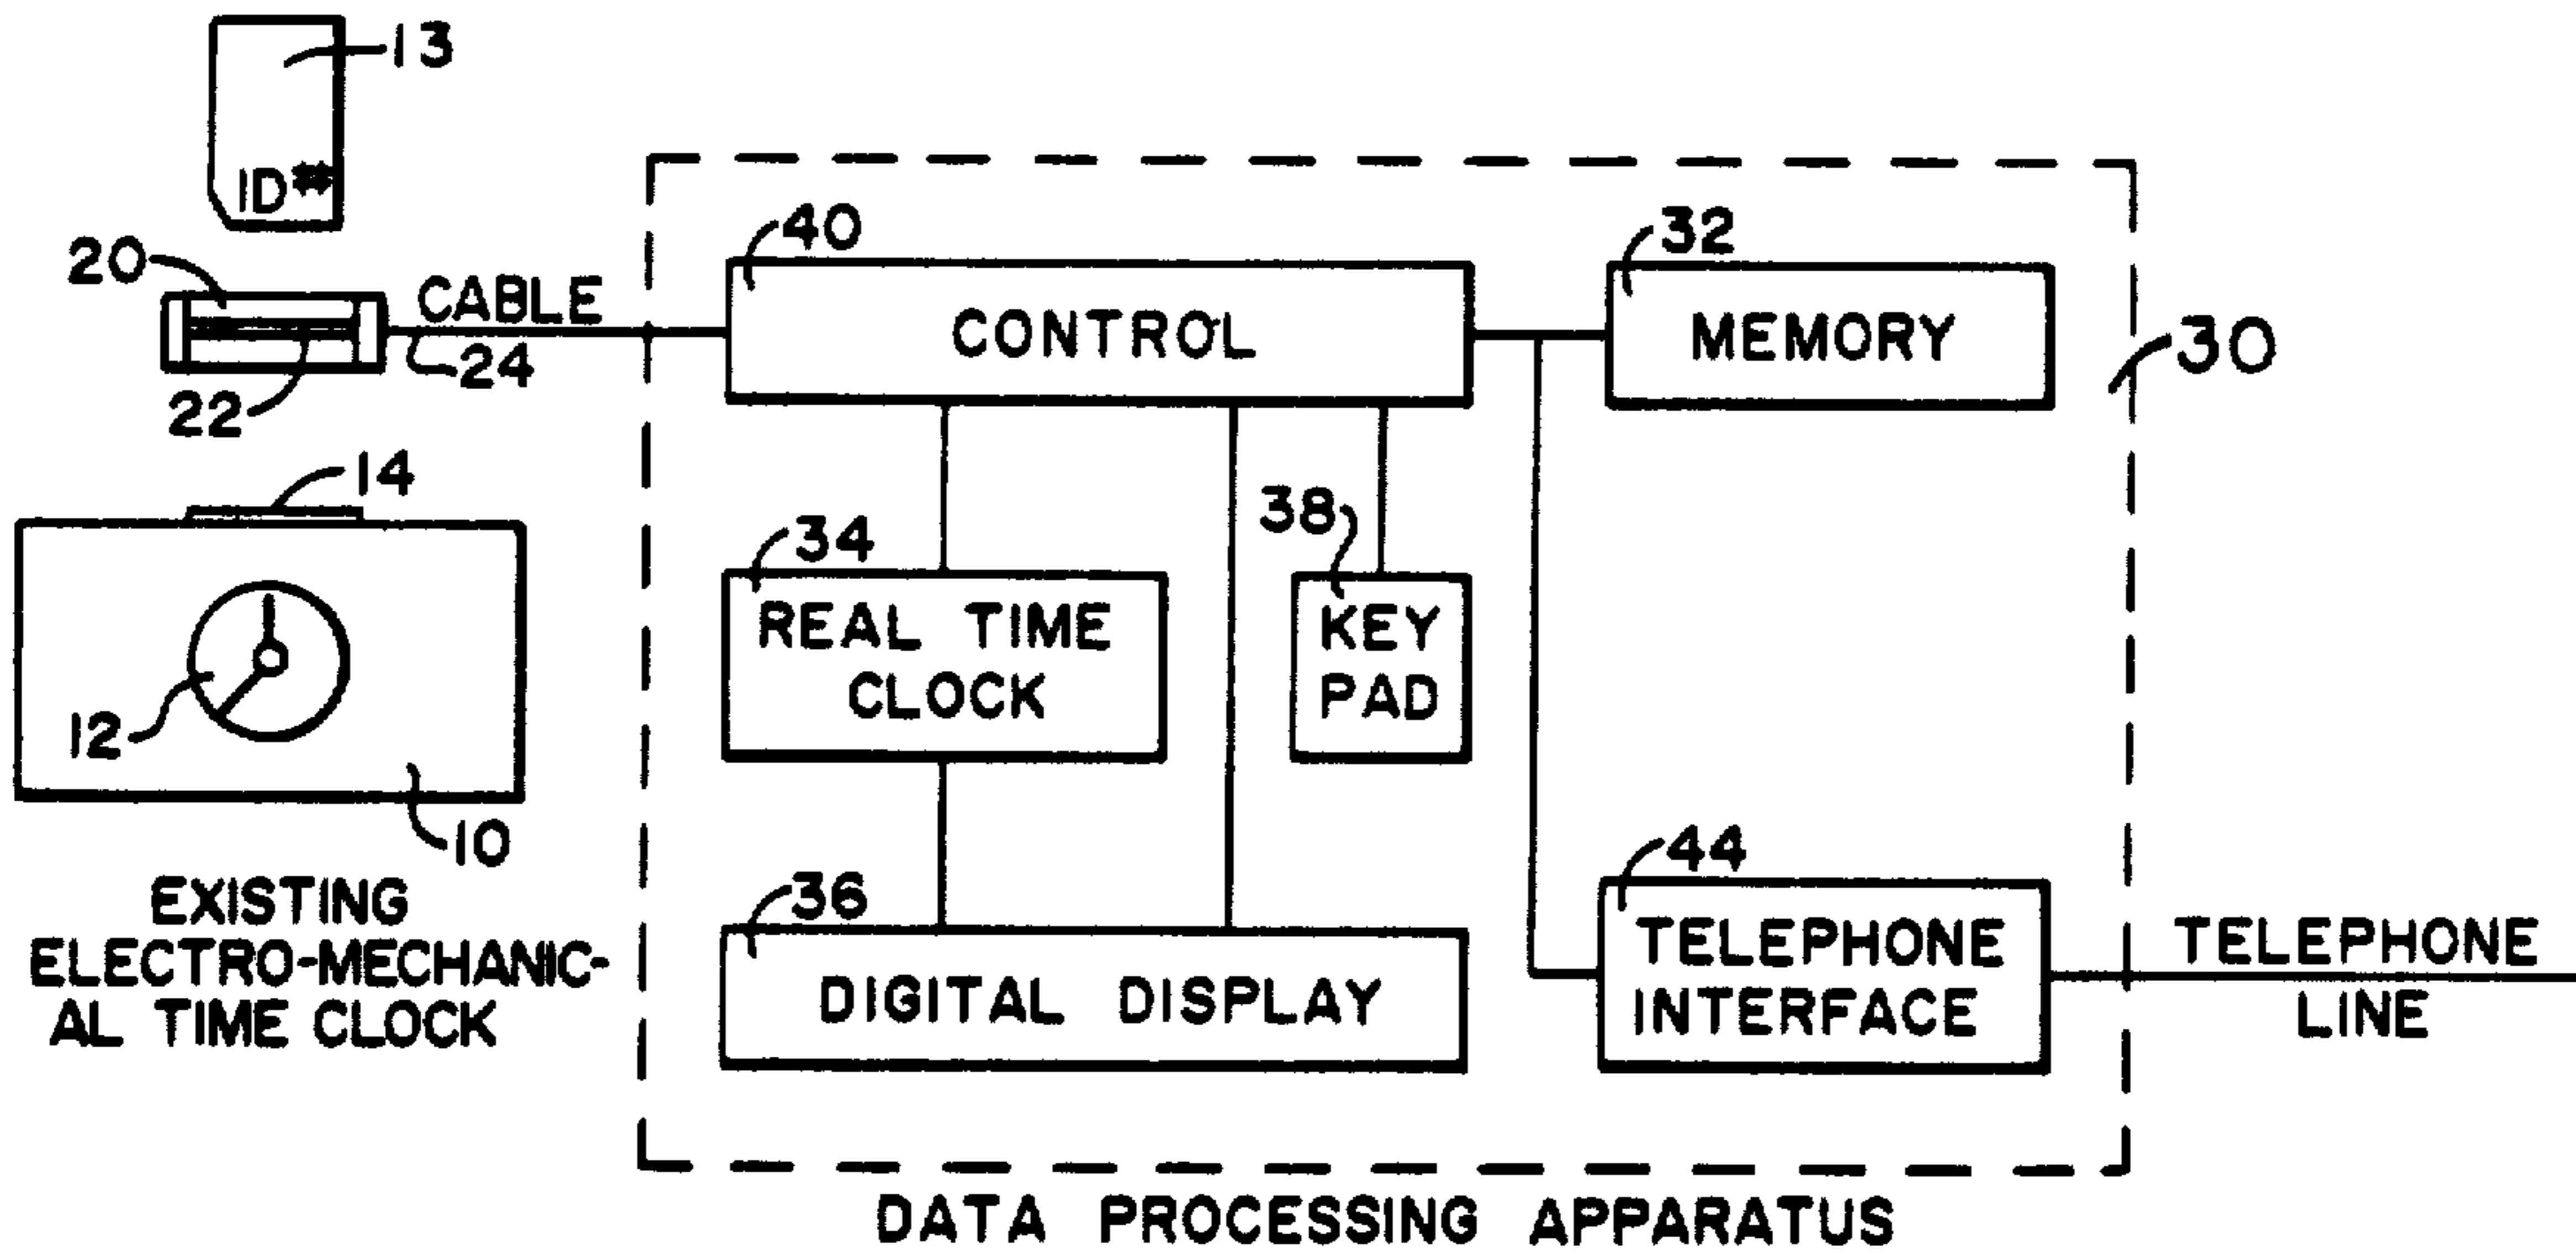 13
ID#
20
CABLE
24
22
14
12
10
EXISTING
ELECTRO-MECHANIC-
AL TIME CLOCK
40
CONTROL
32
MEMORY
30
34
REAL TIME
CLOCK
38
KEY
PAD
36
DIGITAL DISPLAY
44
TELEPHONE
INTERFACE
TELEPHONE
LINE
DATA PROCESSING APPARATUS